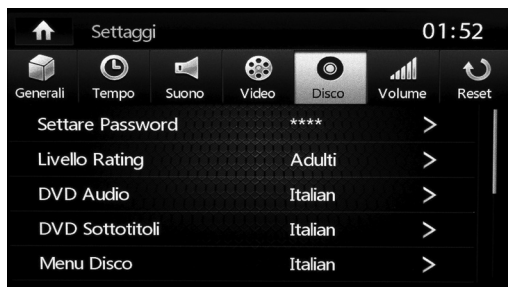 Settaggi 01:52
Generali Tempo Suono Video Disco Volume Reset
Settare Password **** >
Livello Rating Adulti >
DVD Audio Italian >
DVD Sottotitoli Italian >
Menu Disco Italian >